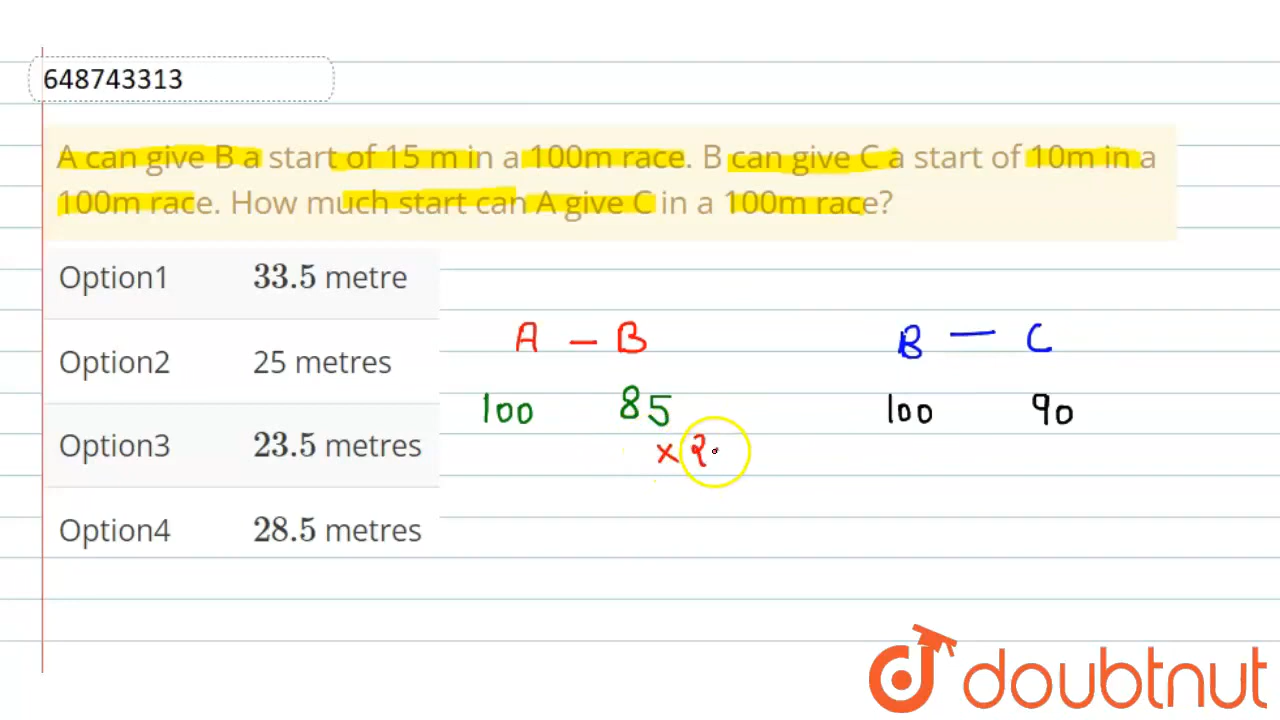 648743313
A can give B a start of 15 m in a 100m race. B can give C a start of 10m in a
100m race. How much start can A give C in a 100m race?
Option1 33.5 metre
Option2 25 metres
Option3 23.5 metres
Option4 28.5 metres
A – B
100 85
× 2
B – C
100 90
doubtnut